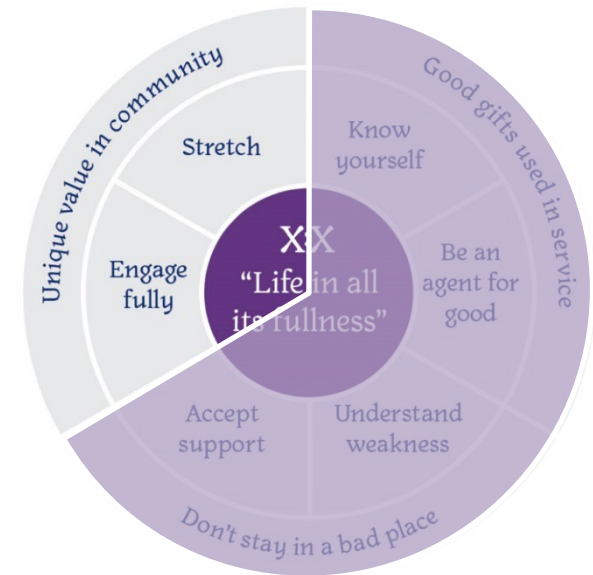 Unique value in community
Good gifts used in service
Stretch
Know
yourself
Engage
fully
Be an
agent for
good
XX
“Life in all
its fullness”
Accept
support
Understand
weakness
Don't stay in a bad place